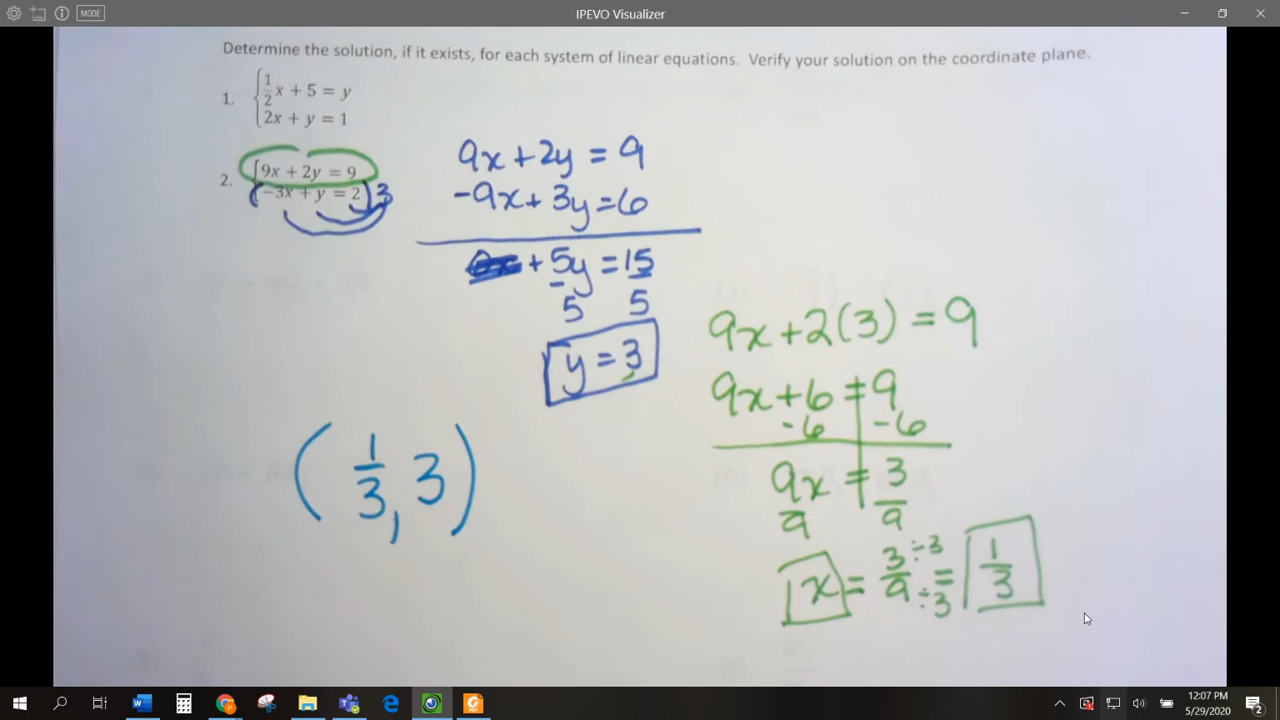 MODE
IPEVO Visualizer
Determine the solution, if it exists, for each system of linear equations. Verify your solution on the coordinate plane.
1. { 1/2 x + 5 = y
2x + y = 1
2. { 9x + 2y = 9
(-3x + y = 2) 3
9x + 2y = 9
-9x + 3y = 6
+ 5y = 15
5 5
y = 3
9x + 2(3) = 9
9x + 6 = 9
-6 -6
9x = 3
9 9
x = 3/9 ÷3 ÷3 = 1/3
(1/3, 3)
12:07 PM
5/29/2020
2